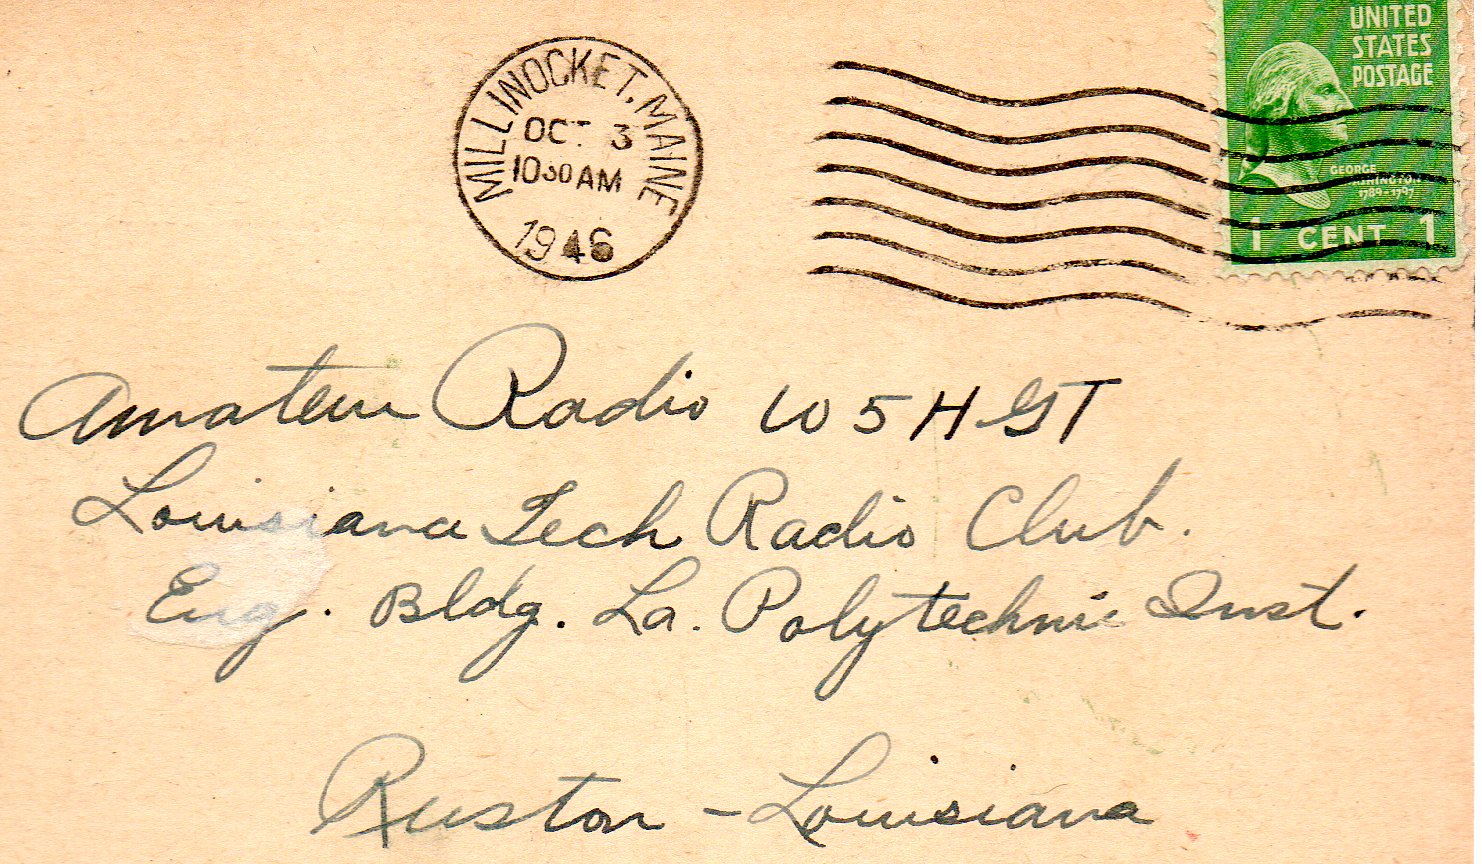 MILLINOCKET, MAINE
OCT 3
10 30 AM
1946
UNITED
STATES
POSTAGE
GEORGE
WASHINGTON
1789-1797
1 CENT 1
Amateur Radio W5HGT
Louisiana Tech Radio Club.
Eng. Bldg. La. Polytechnic Inst.
Ruston - Louisiana